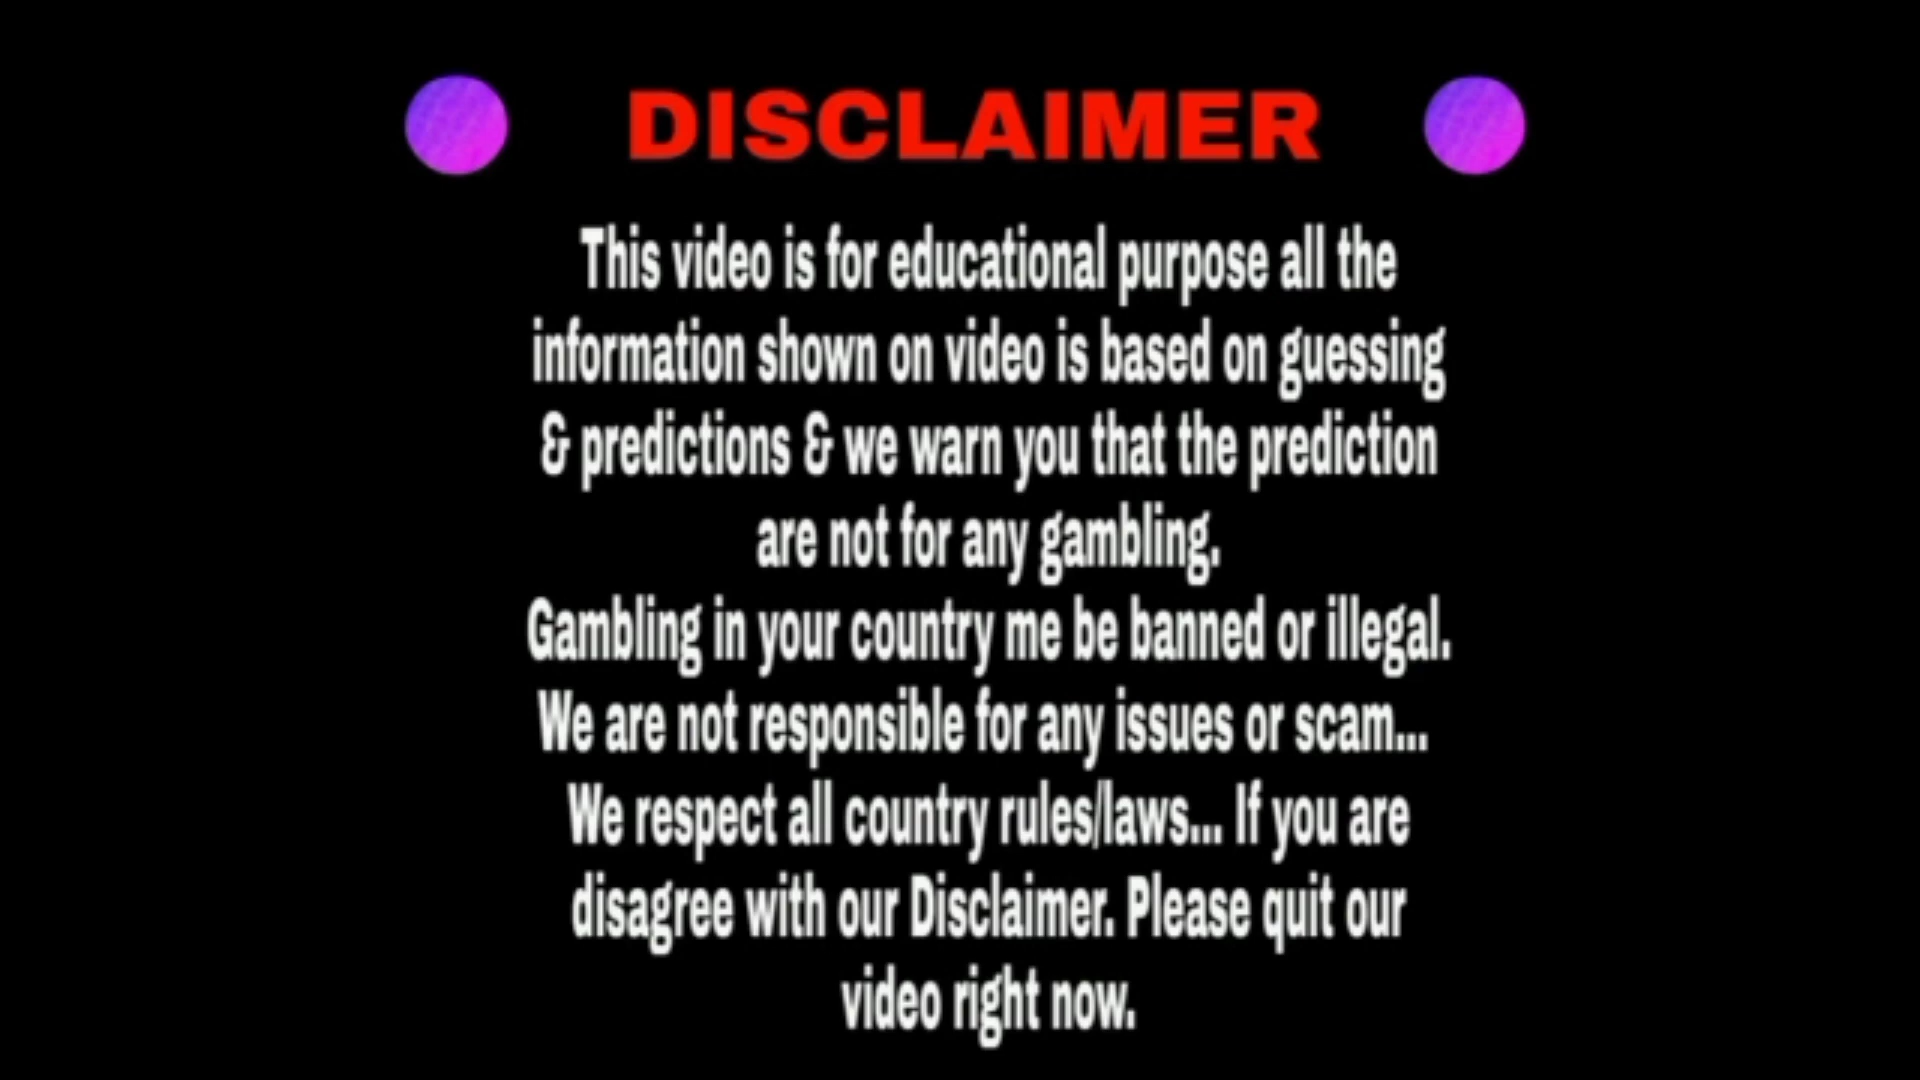 DISCLAIMER
This video is for educational purpose all the
information shown on video is based on guessing
& predictions & we warn you that the prediction
are not for any gambling.
Gambling in your country me be banned or illegal.
We are not responsible for any issues or scam...
We respect all country rules/laws... If you are
disagree with our Disclaimer. Please quit our
video right now.